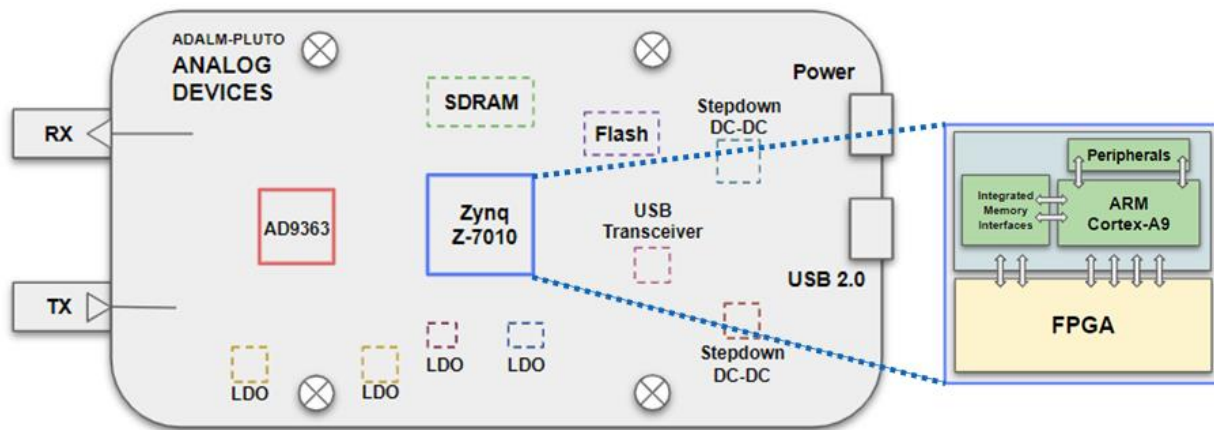 ADALM-PLUTO
ANALOG
DEVICES
RX
TX
SDRAM
Flash
Stepdown
DC-DC
Power
AD9363
Zynq
Z-7010
USB
Transceiver
USB 2.0
Stepdown
DC-DC
LDO
LDO
LDO
LDO
Peripherals
Integrated
Memory
Interfaces
ARM
Cortex-A9
FPGA